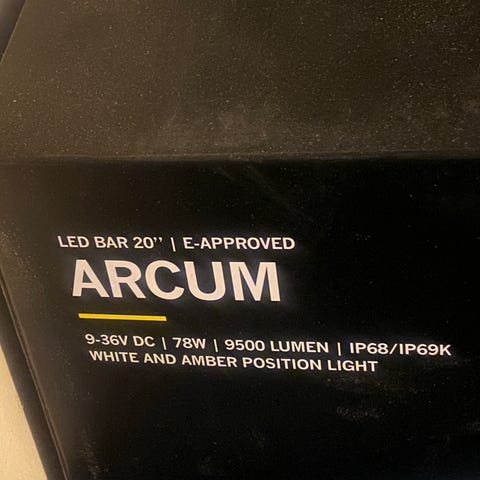 LED BAR 20'' | E-APPROVED
ARCUM
9-36V DC | 78W | 9500 LUMEN | IP68/IP69K
WHITE AND AMBER POSITION LIGHT